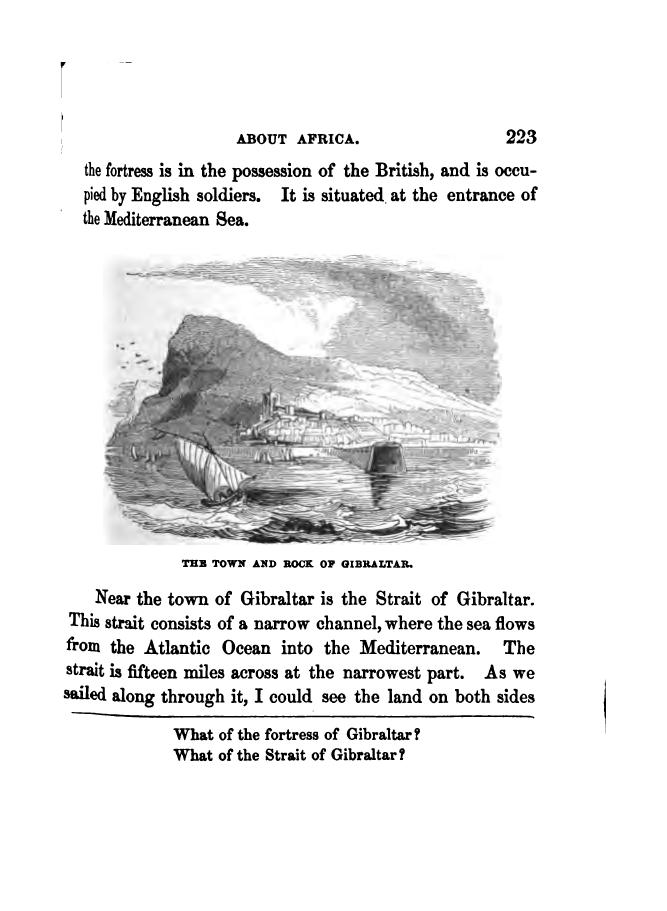 ABOUT AFRICA. 223
the fortress is in the possession of the British, and is occu-
pied by English soldiers. It is situated at the entrance of
the Mediterranean Sea.
THE TOWN AND ROCK OF GIBRALTAR.
Near the town of Gibraltar is the Strait of Gibraltar.
This strait consists of a narrow channel, where the sea flows
from the Atlantic Ocean into the Mediterranean. The
strait is fifteen miles across at the narrowest part. As we
sailed along through it, I could see the land on both sides
What of the fortress of Gibraltar?
What of the Strait of Gibraltar?